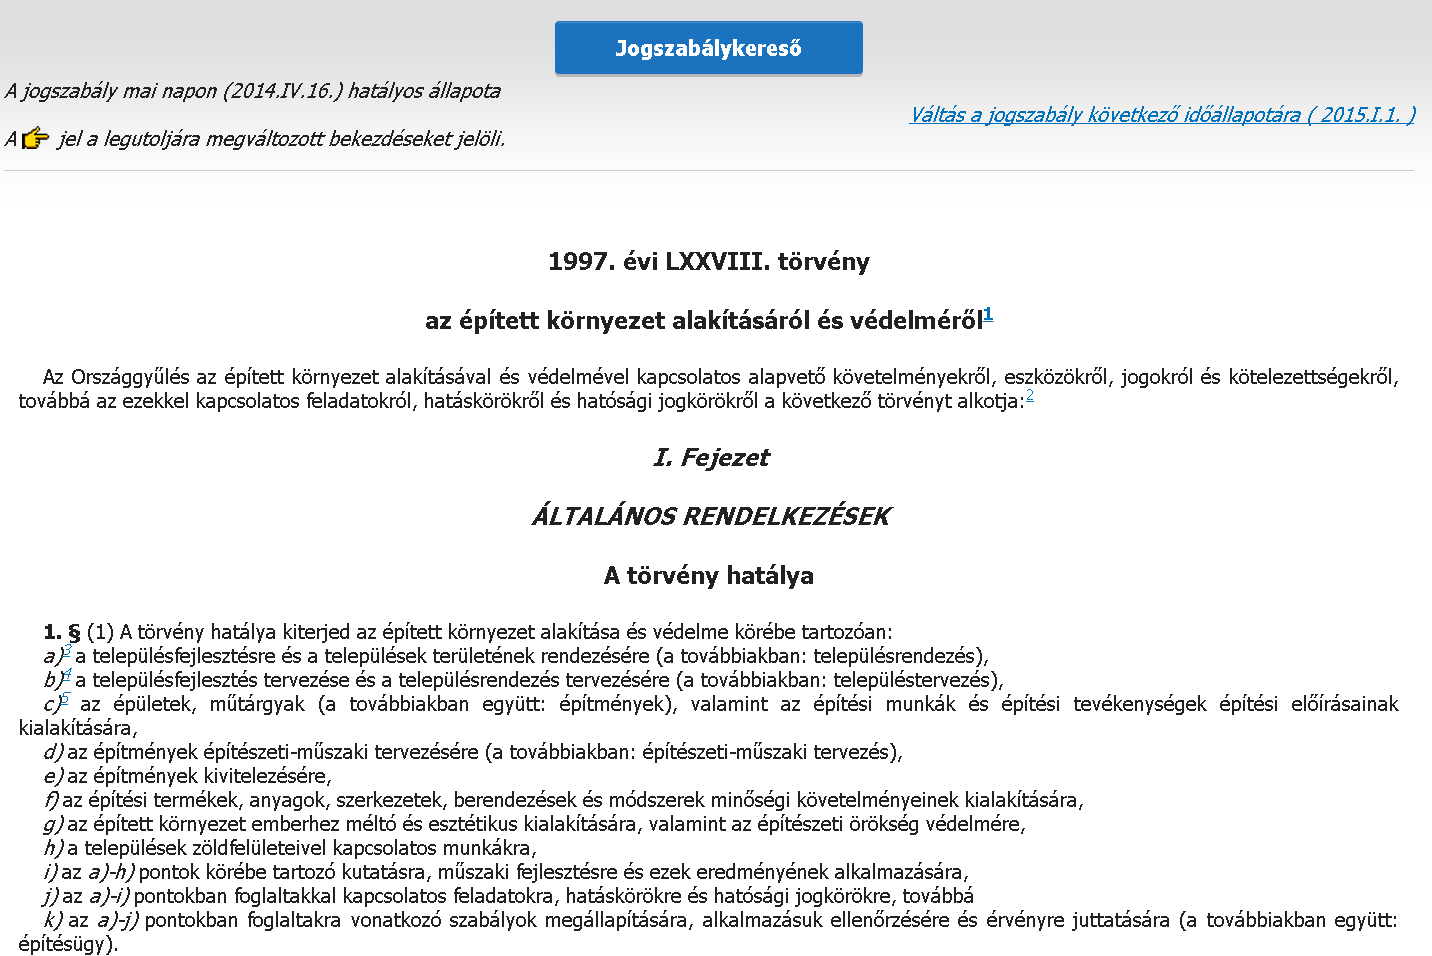 Jogszabálykereső
A jogszabály mai napon (2014.IV.16.) hatályos állapota
Váltás a jogszabály következő időállapotára ( 2015.I.1. )
A jel a legutoljára megváltozott bekezdéseket jelöli.
1997. évi LXXVIII. törvény
az épített környezet alakításáról és védelméről1
Az Országgyűlés az épített környezet alakításával és védelmével kapcsolatos alapvető követelményekről, eszközökről, jogokról és kötelezettségekről,
továbbá az ezekkel kapcsolatos feladatokról, hatáskörökről és hatósági jogkörökről a következő törvényt alkotja:2
I. Fejezet
ÁLTALÁNOS RENDELKEZÉSEK
A törvény hatálya
1. § (1) A törvény hatálya kiterjed az épített környezet alakítása és védelme körébe tartozóan:
a)3 a településfejlesztésre és a települések területének rendezésére (a továbbiakban: településrendezés),
b)4 a településfejlesztés tervezése és a településrendezés tervezésére (a továbbiakban: településtervezés),
c)5 az épületek, műtárgyak (a továbbiakban együtt: építmények), valamint az építési munkák és építési tevékenységek építési előírásainak
kialakítására,
d) az építmények építészeti-műszaki tervezésére (a továbbiakban: építészeti-műszaki tervezés),
e) az építmények kivitelezésére,
f) az építési termékek, anyagok, szerkezetek, berendezések és módszerek minőségi követelményeinek kialakítására,
g) az épített környezet emberhez méltó és esztétikus kialakítására, valamint az építészeti örökség védelmére,
h) a települések zöldfelületeivel kapcsolatos munkákra,
i) az a)-h) pontok körébe tartozó kutatásra, műszaki fejlesztésre és ezek eredményének alkalmazására,
j) az a)-i) pontokban foglaltakkal kapcsolatos feladatokra, hatáskörökre és hatósági jogkörökre, továbbá
k) az a)-j) pontokban foglaltakra vonatkozó szabályok megállapítására, alkalmazásuk ellenőrzésére és érvényre juttatására (a továbbiakban együtt:
építésügy).